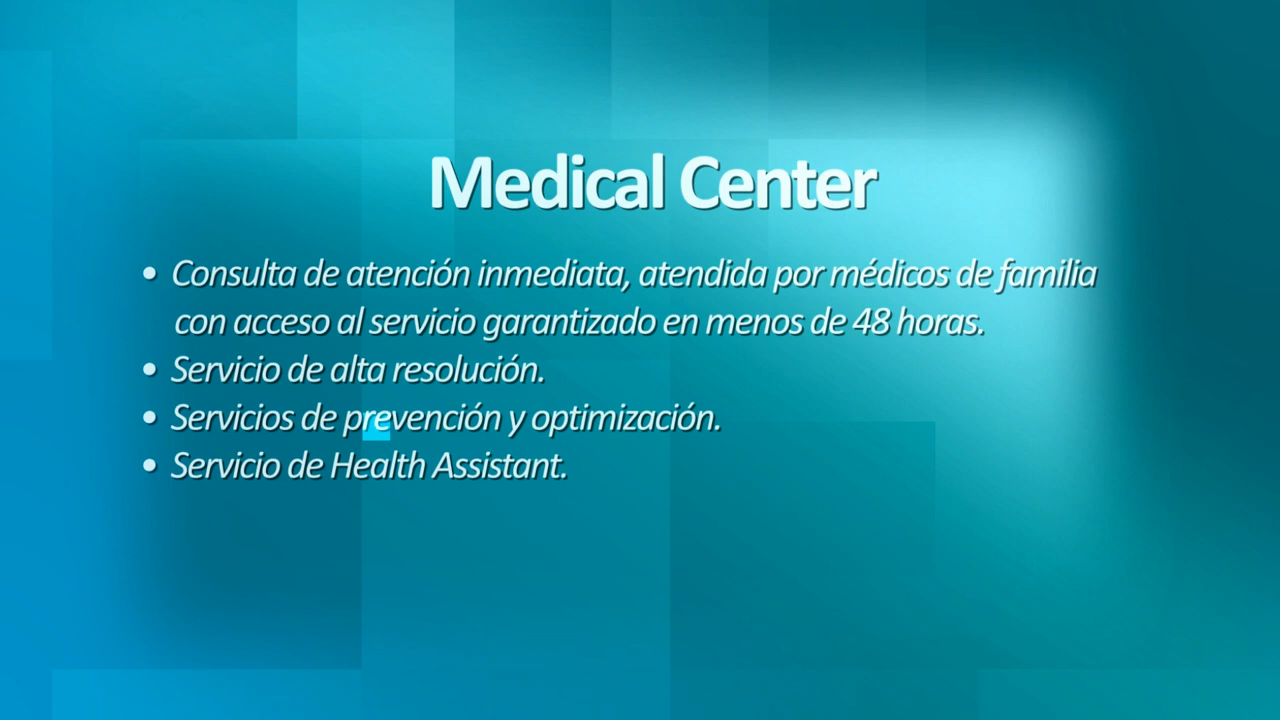 Medical Center
• Consulta de atención inmediata, atendida por médicos de familia
con acceso al servicio garantizado en menos de 48 horas.
• Servicio de alta resolución.
• Servicios de prevención y optimización.
• Servicio de Health Assistant.